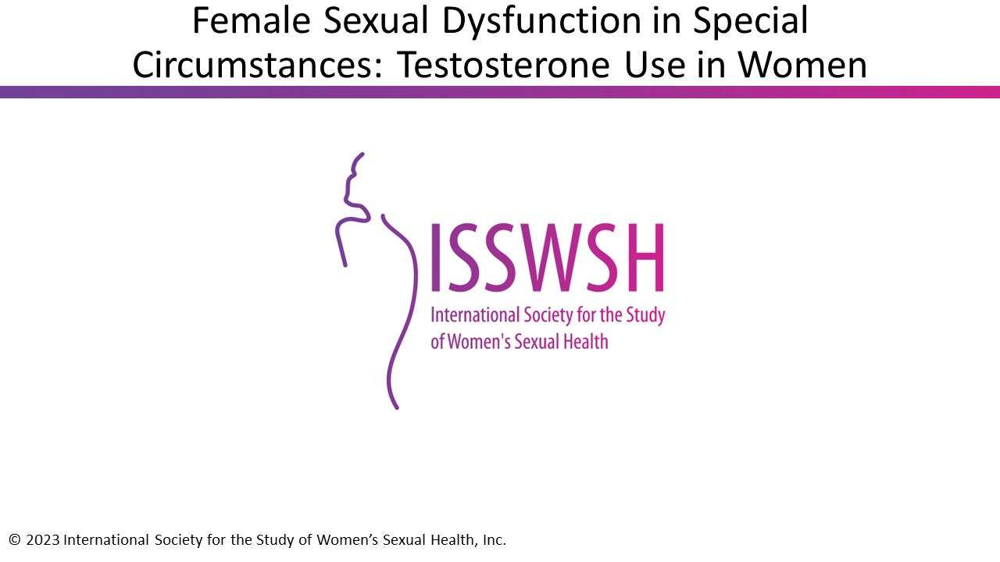 Female Sexual Dysfunction in Special
Circumstances: Testosterone Use in Women
ISSWSH
International Society for the Study
of Women's Sexual Health
© 2023 International Society for the Study of Women’s Sexual Health, Inc.